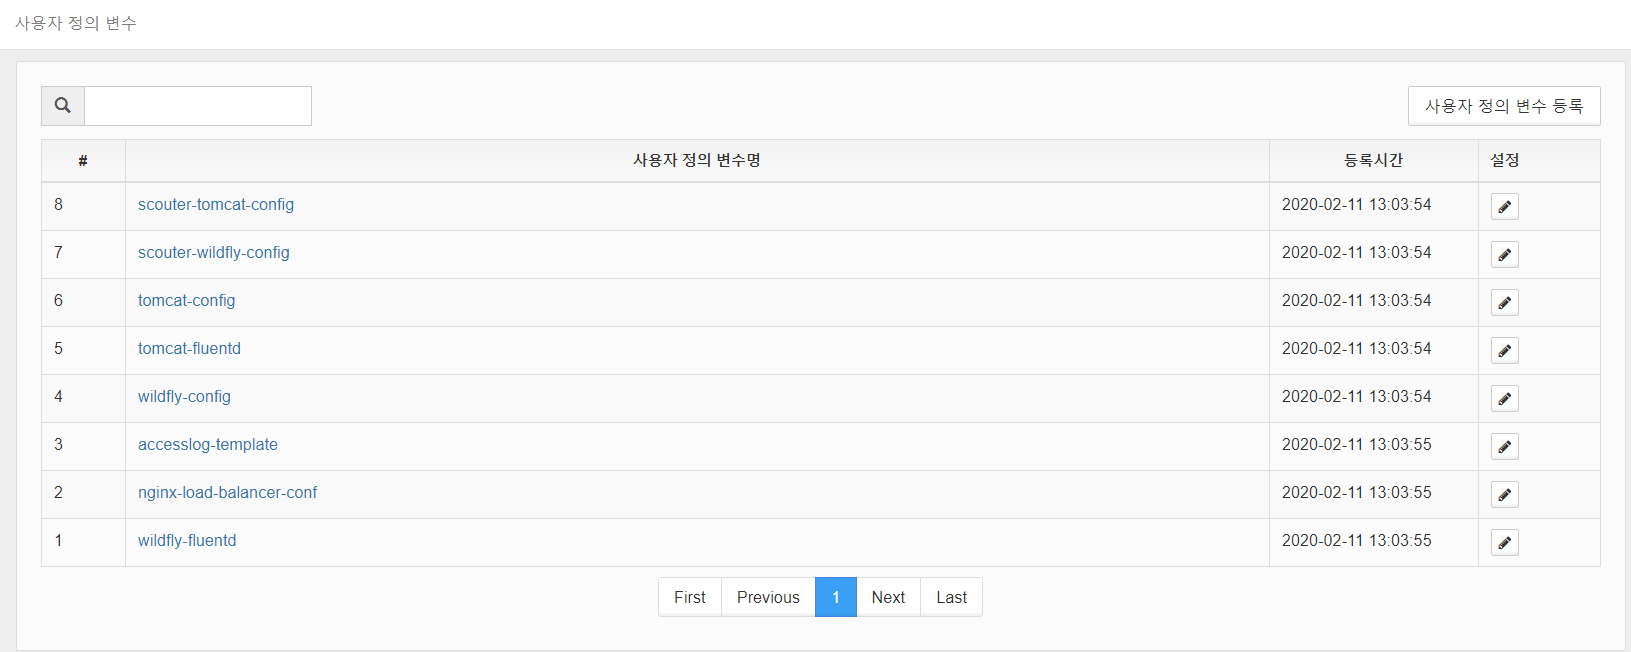 사용자 정의 변수
사용자 정의 변수 등록
# 사용자 정의 변수명 등록시간 설정
8 scouter-tomcat-config 2020-02-11 13:03:54
7 scouter-wildfly-config 2020-02-11 13:03:54
6 tomcat-config 2020-02-11 13:03:54
5 tomcat-fluentd 2020-02-11 13:03:54
4 wildfly-config 2020-02-11 13:03:54
3 accesslog-template 2020-02-11 13:03:55
2 nginx-load-balancer-conf 2020-02-11 13:03:55
1 wildfly-fluentd 2020-02-11 13:03:55
First Previous 1 Next Last